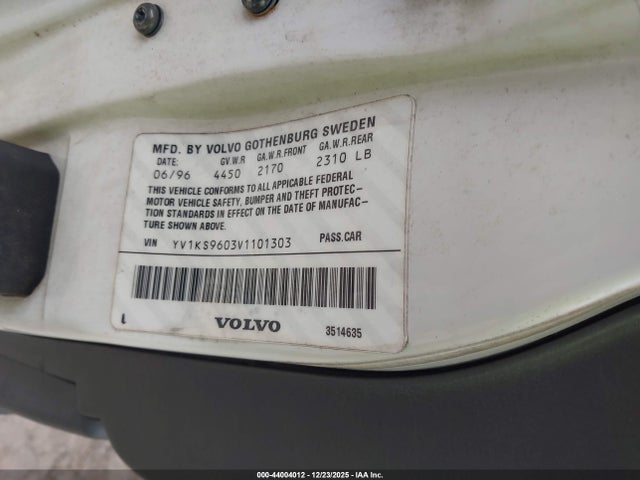 MFD. BY VOLVO GOTHENBURG SWEDEN
DATE: GV.W.R GA.W.R.FRONT GA.W.R.REAR
06/96 4450 2170 2310 LB
THIS VEHICLE CONFORMS TO ALL APPLICABLE FEDERAL
MOTOR VEHICLE SAFETY, BUMPER AND THEFT PROTEC-
TION STANDARDS IN EFFECT ON THE DATE OF MANUFAC-
TURE SHOWN ABOVE.
VIN YV1KS9603V1101303 PASS.CAR
L VOLVO 3514635
000-44004012 - 12/23/2025 - IAA Inc.